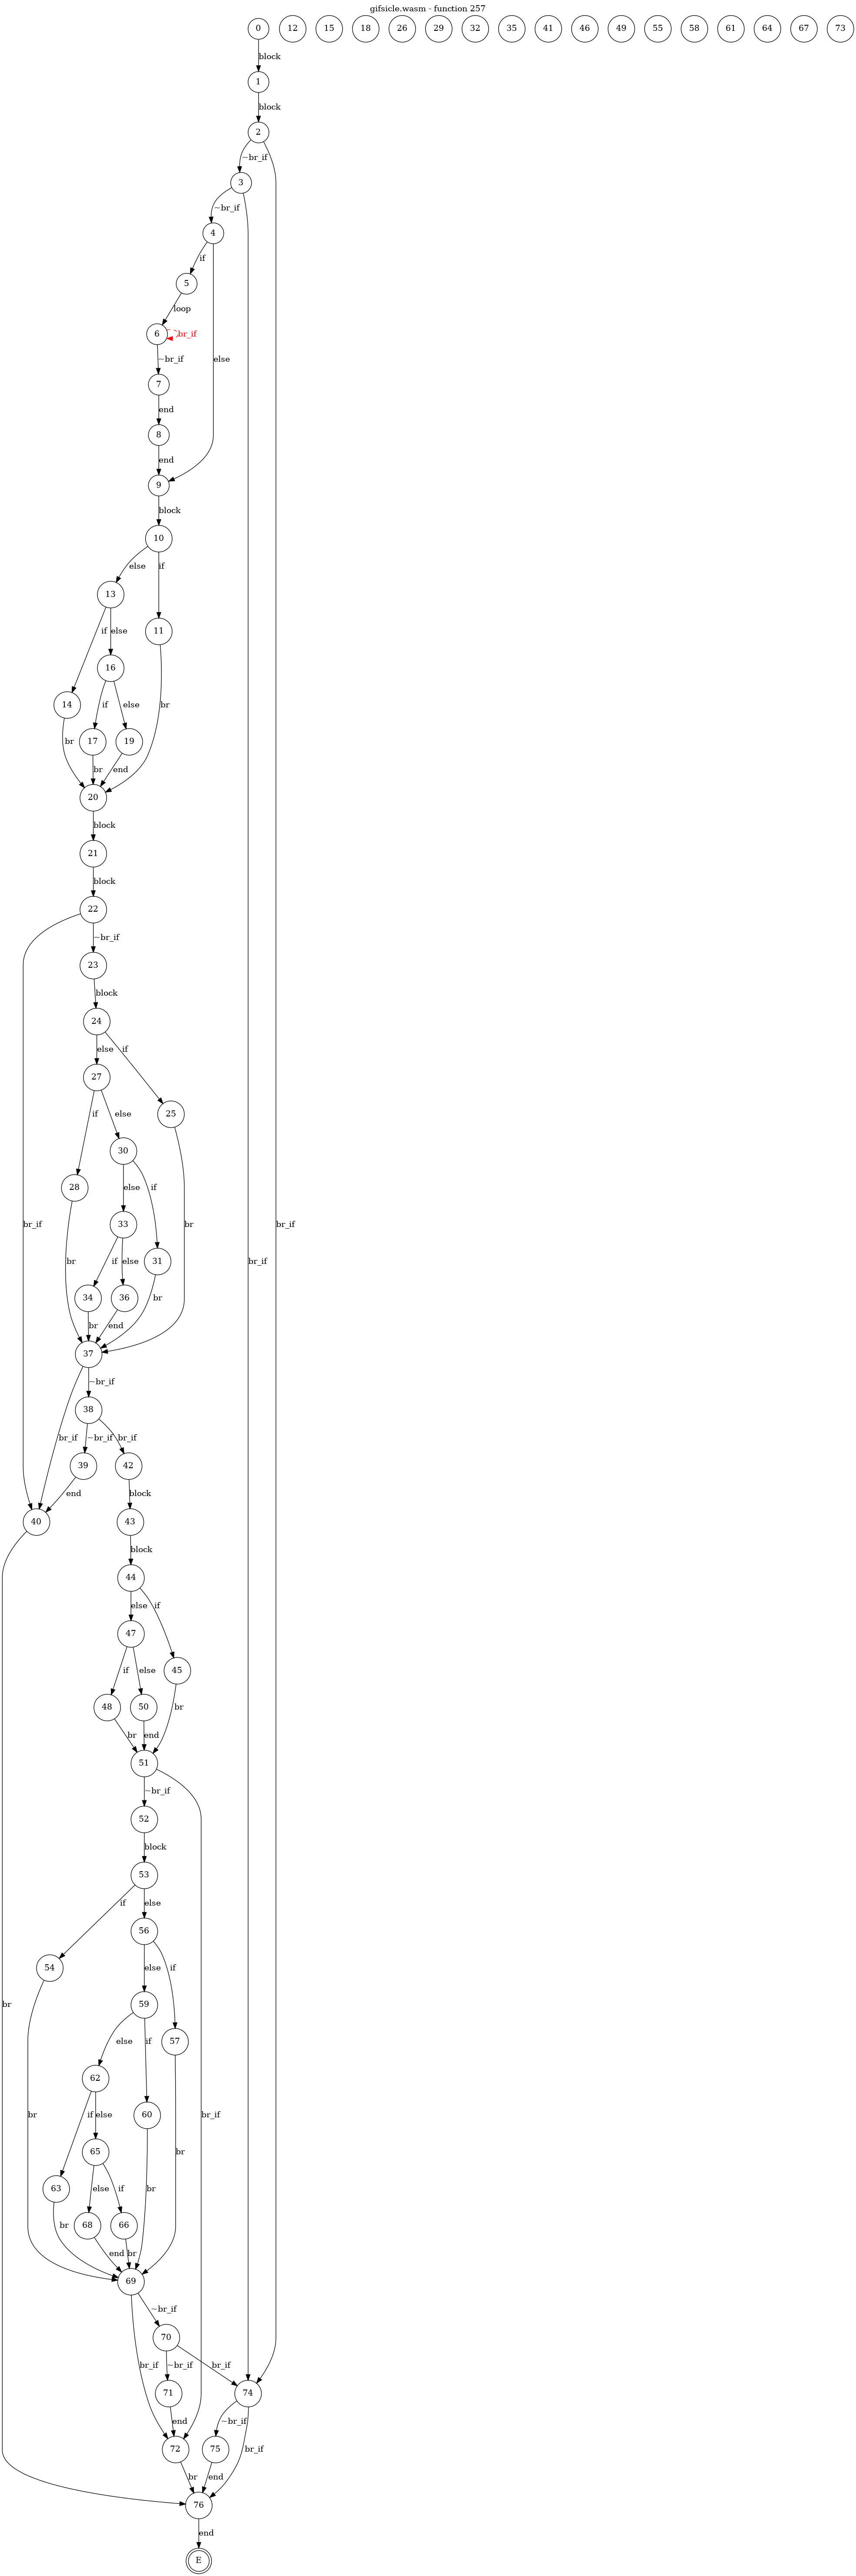 gifsicle.wasm - function 257
0 12 15 18 26 29 32 35 41 46 49 55 58 61 64 67 73
block
1
block
2
~br_if
3
~br_if
4
if
5
loop
6 br_if
~br_if else
7
end
8
end
9
block
10
else if
13
if else 11
16
if else br
14
br 17 19
br end
20
block
21
block
22
~br_if
23
block
24
else if
27
if else 25
30
28
br_if else if br br_if
33
br if else 31 br_if
34 36 br
br end
37
~br_if
38
br_if ~br_if br_if
39 42
end block
40 43
block
44
else if
47
if else 45
48 50 br
br end
51
~br_if
52
block
53
if else
56
54 else if
59
br else if 57
62
if else 60 br_if
br 65 br
63 else if br
br 68 66
end br
69
~br_if
70
br_if ~br_if br_if
71 74
end ~br_if
72 75 br_if
br end
76
end
E